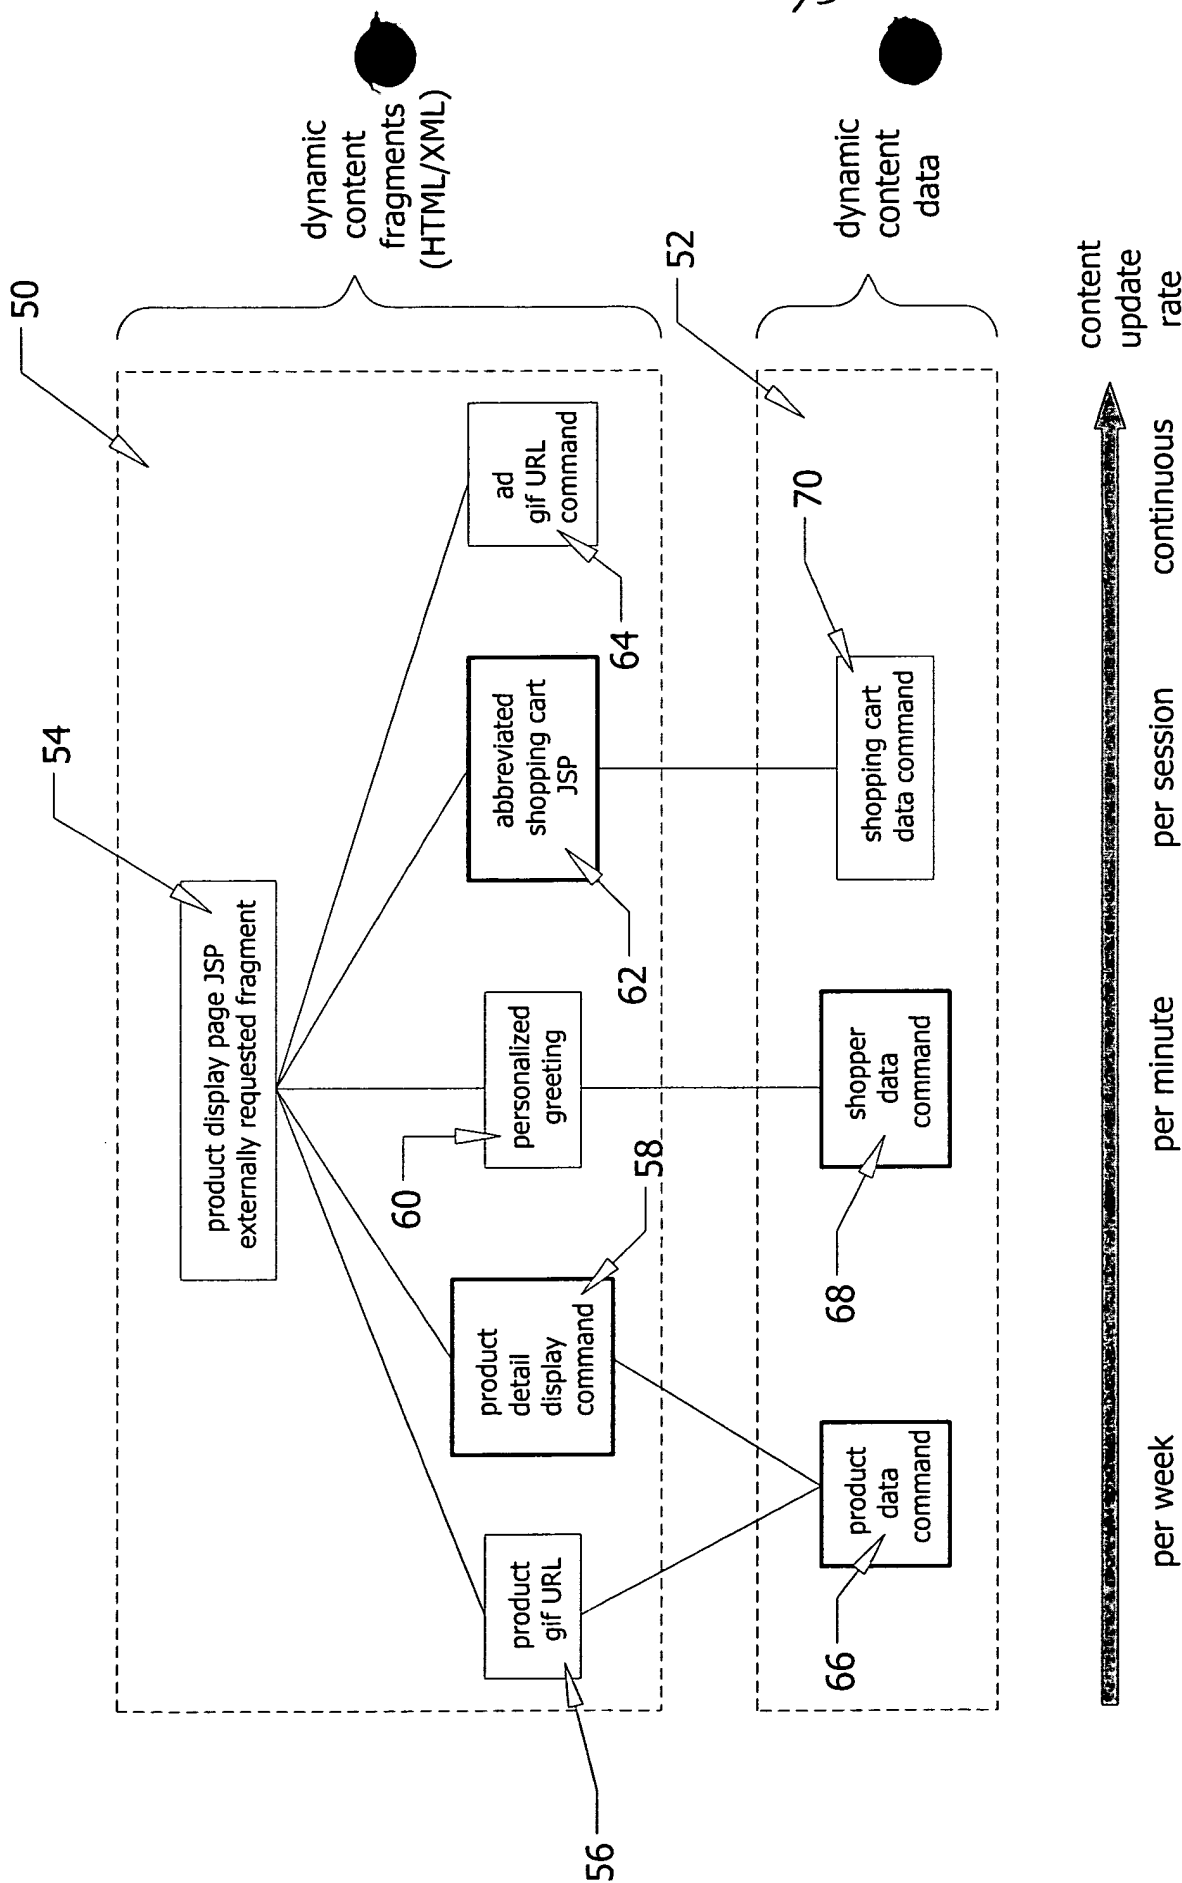 50
54
product display page JSP
externally requested fragment
dynamic
content
fragments
(HTML/XML)
56
product
gif URL
product
detail
display
command
58
60
personalized
greeting
abbreviated
shopping cart
JSP
62
ad
gif URL
command
64
52
66
product
data
command
68
shopper
data
command
70
shopping cart
data command
dynamic
content
data
per week
per minute
per session
continuous
content
update
rate